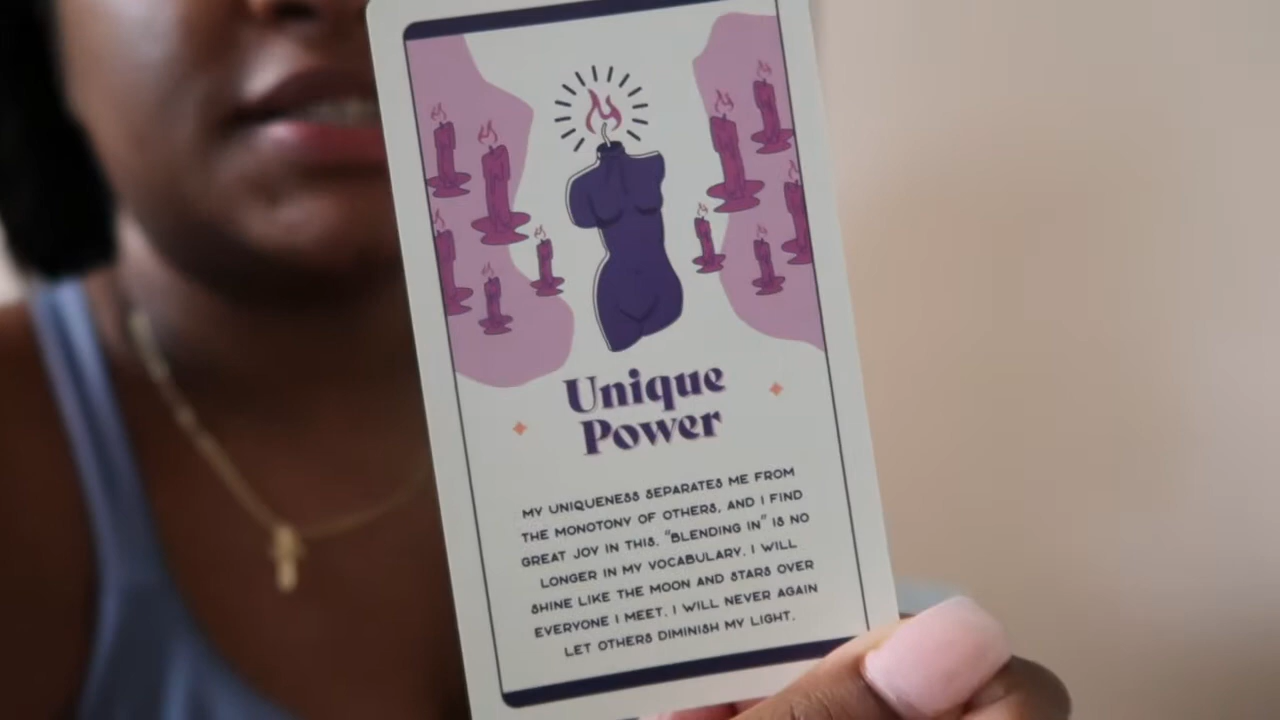 Unique
Power
MY UNIQUENESS SEPARATES ME FROM
THE MONOTONY OF OTHERS, AND I FIND
GREAT JOY IN THIS. "BLENDING IN" IS NO
LONGER IN MY VOCABULARY. I WILL
SHINE LIKE THE MOON AND STARS OVER
EVERYONE I MEET. I WILL NEVER AGAIN
LET OTHERS DIMINISH MY LIGHT.